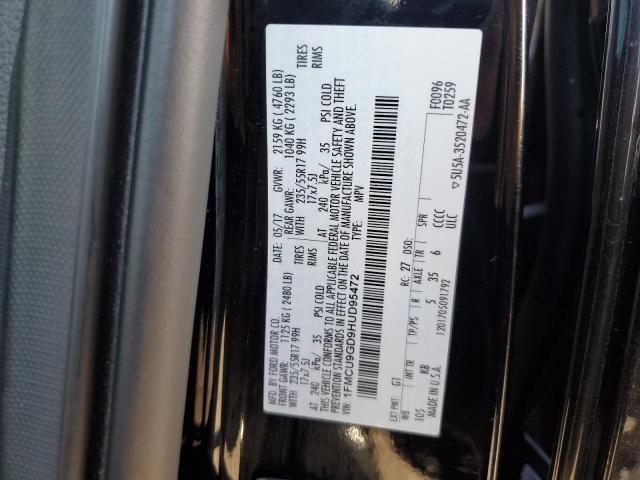 MFD. BY FORD MOTOR CO.
DATE: 05/17 GVWR: 2159 KG ( 4760 LB)
FRONT GAWR: 1125 KG ( 2480 LB) REAR GAWR: 1040 KG ( 2293 LB)
WITH 235/55R17 99H TIRES WITH 235/55R17 99H TIRES
17x7.5J RIMS 17x7.5J RIMS
AT 240 kPa/ 35 PSI COLD AT 240 kPa/ 35 PSI COLD
THIS VEHICLE CONFORMS TO ALL APPLICABLE FEDERAL MOTOR VEHICLE SAFETY AND THEFT
PREVENTION STANDARDS IN EFFECT ON THE DATE OF MANUFACTURE SHOWN ABOVE.
VIN: 1FMCU9GD9HUD95472 TYPE: MPV
F0096
T0259
EXT PNT: G1 RC: 27 DSO:
WB INT TR TP/PS R AXLE TR SPR
105 KB 5 35 6 CCCC
MADE IN U.S.A. ULC
1201705091792
▽5U5A-3520472-AA